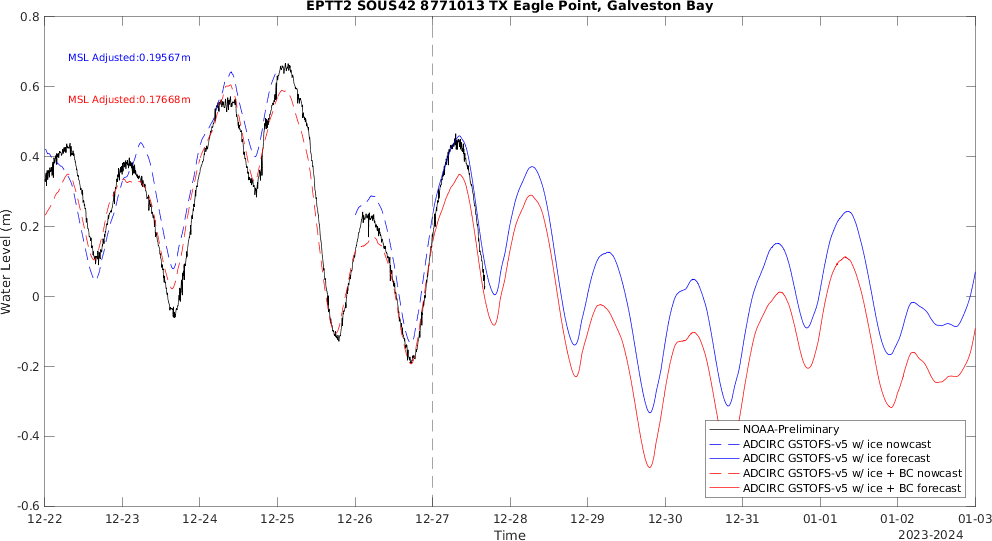 EPTT2 SOUS42 8771013 TX Eagle Point, Galveston Bay
0.8
0.6
0.4
0.2
0
-0.2
-0.4
-0.6
Water Level (m)
MSL Adjusted:0.19567m
MSL Adjusted:0.17668m
NOAA-Preliminary
ADCIRC GSTOFS-v5 w/ ice nowcast
ADCIRC GSTOFS-v5 w/ ice forecast
ADCIRC GSTOFS-v5 w/ ice + BC nowcast
ADCIRC GSTOFS-v5 w/ ice + BC forecast
12-22 12-23 12-24 12-25 12-26 12-27 12-28 12-29 12-30 12-31 01-01 01-02 01-03
Time
2023-2024